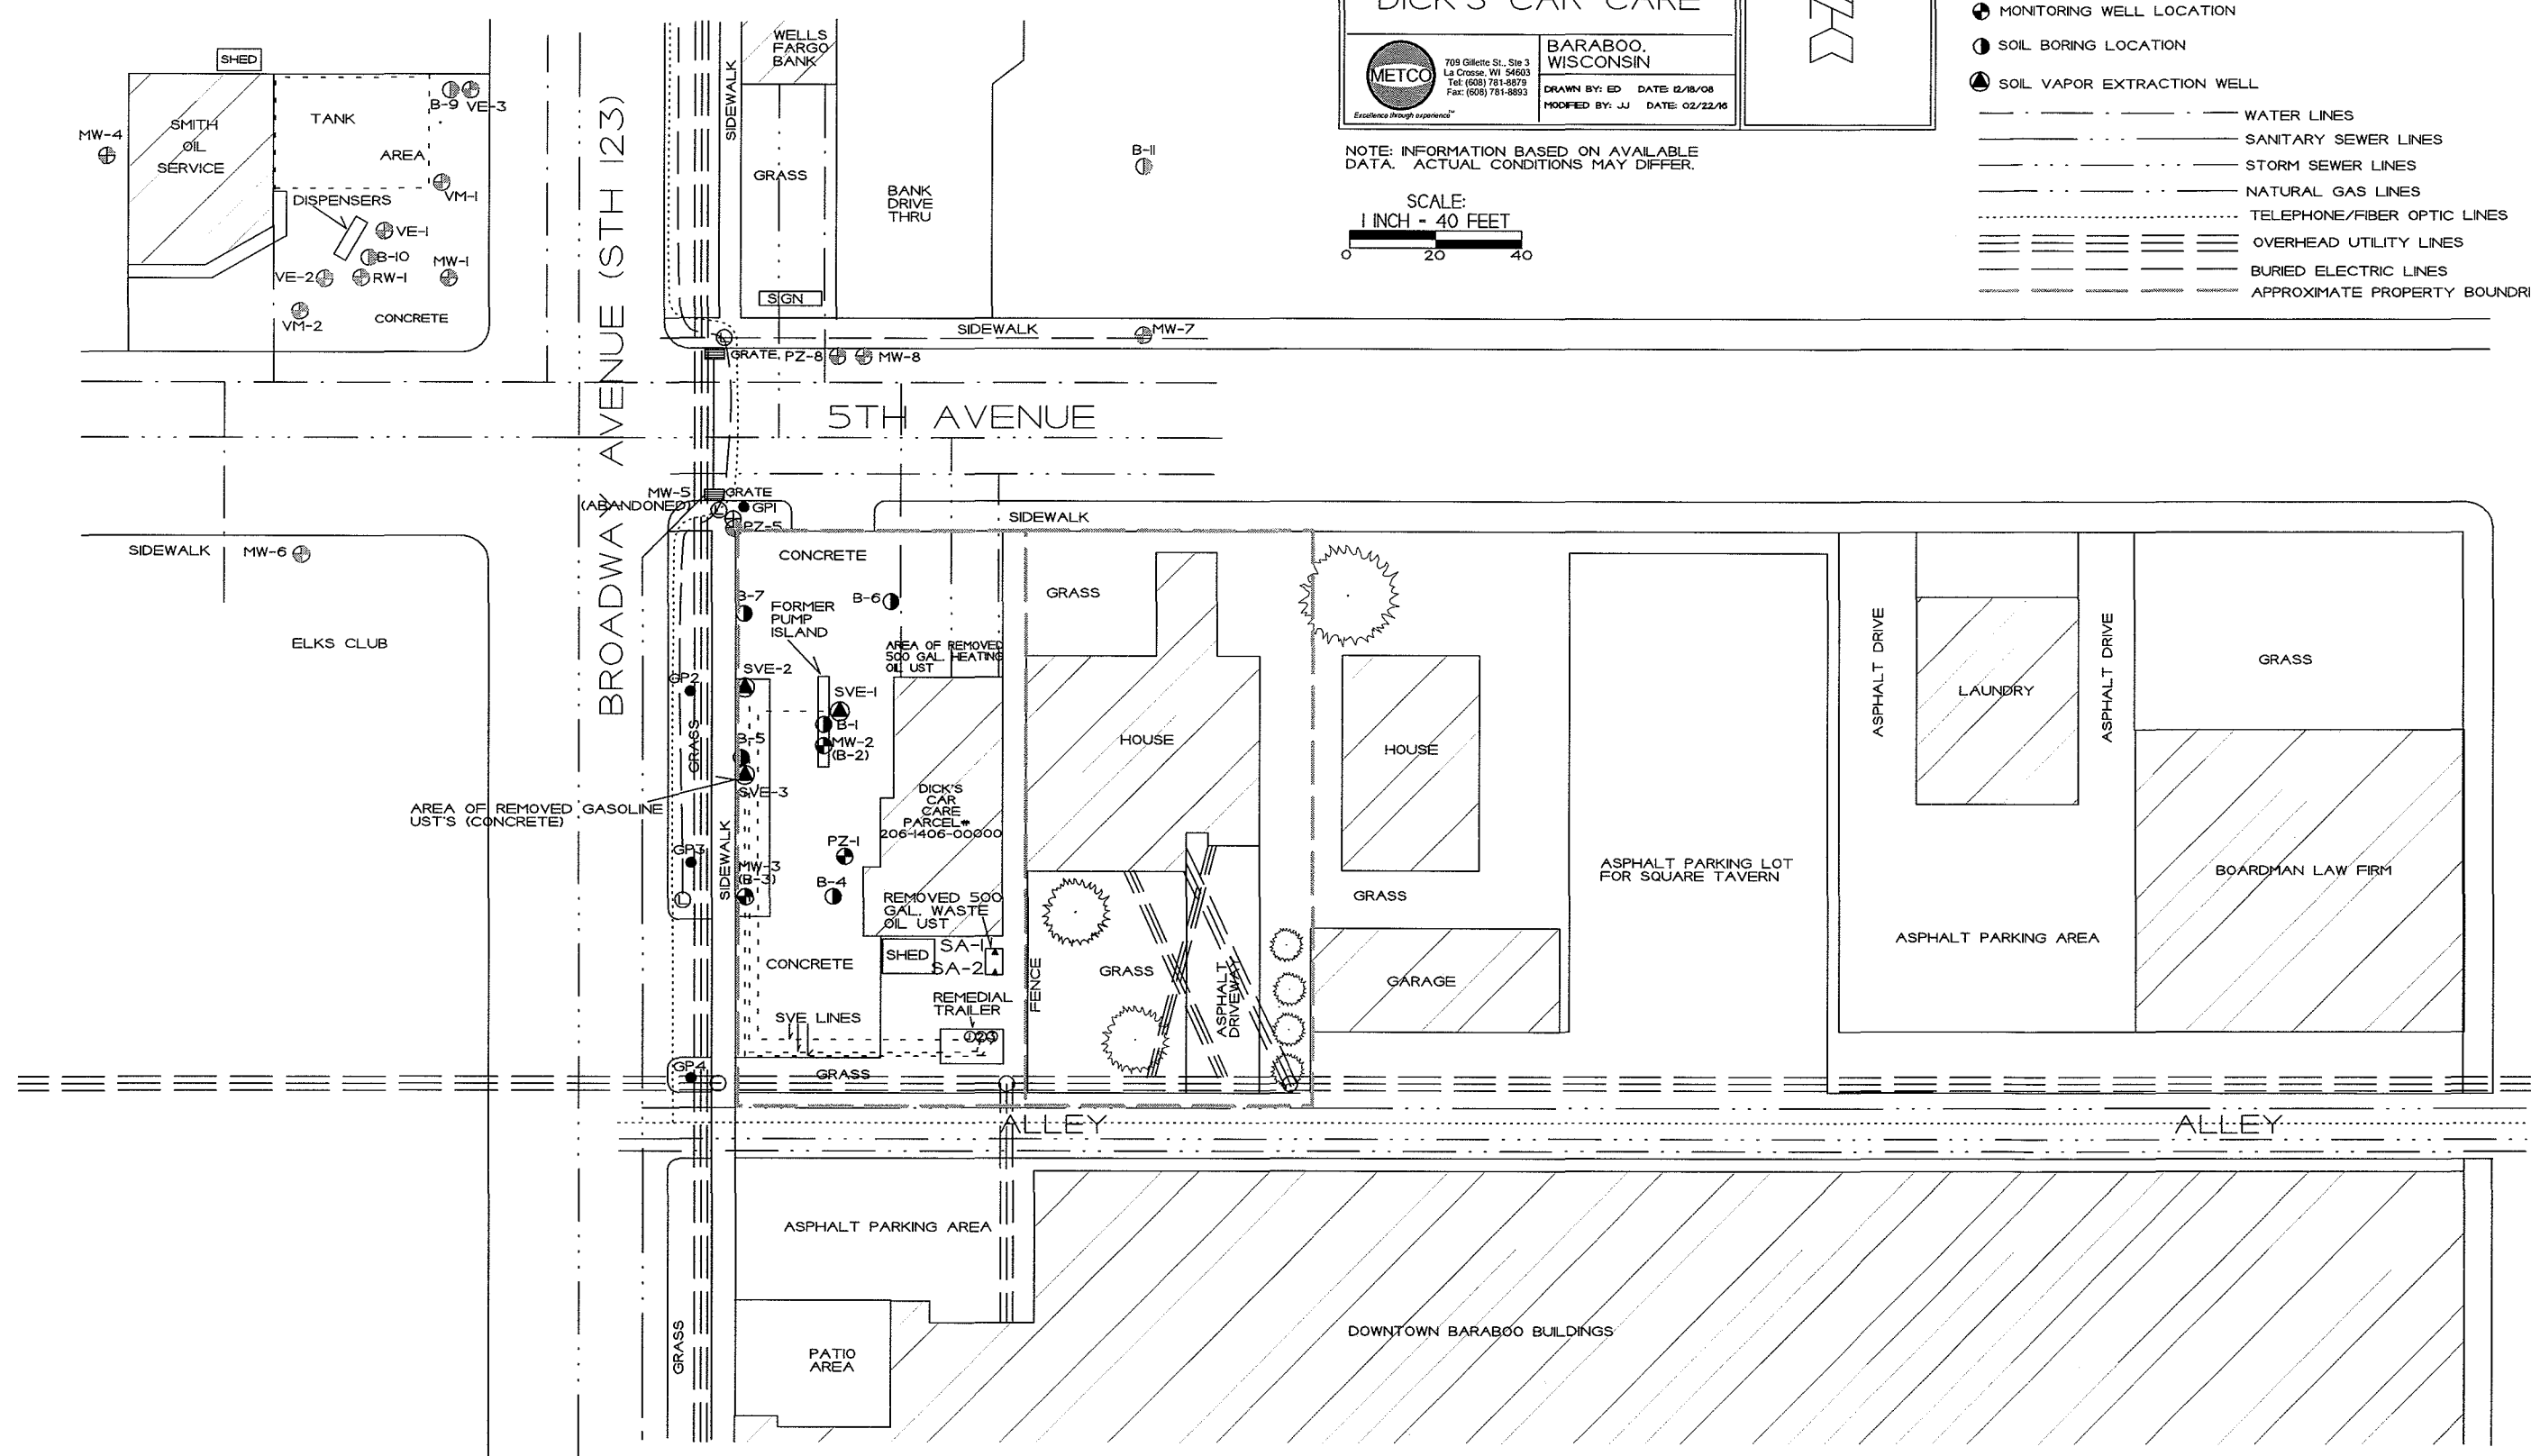 DICK'S CAR CARE
METCO
Excellence through experience™
709 Gillette St., Ste 3
La Crosse, WI 54603
Tel: (608) 781-8879
Fax: (608) 781-8893
BARABOO,
WISCONSIN
DRAWN BY: ED DATE: 12/18/08
MODIFIED BY: JJ DATE: 02/22/16
NOTE: INFORMATION BASED ON AVAILABLE
DATA. ACTUAL CONDITIONS MAY DIFFER.
SCALE:
1 INCH = 40 FEET
0 20 40
MONITORING WELL LOCATION
SOIL BORING LOCATION
SOIL VAPOR EXTRACTION WELL
WATER LINES
SANITARY SEWER LINES
STORM SEWER LINES
NATURAL GAS LINES
TELEPHONE/FIBER OPTIC LINES
OVERHEAD UTILITY LINES
BURIED ELECTRIC LINES
APPROXIMATE PROPERTY BOUNDRI
SHED
MW-4
SMITH
OIL
SERVICE
TANK
AREA
B-9 VE-3
VM-1
DISPENSERS
VE-1
B-10
MW-1
VE-2
RW-1
VM-2
CONCRETE
BROADWAY AVENUE (STH 123)
SIDEWALK
WELLS
FARGO
BANK
GRASS
BANK
DRIVE
THRU
SIGN
B-11
SIDEWALK
MW-7
GRATE
PZ-8
MW-8
5TH AVENUE
MW-5
(ABANDONED)
GRATE
GP1
PZ-5
SIDEWALK
SIDEWALK
MW-6
ELKS CLUB
CONCRETE
B-7
FORMER
PUMP
ISLAND
B-6
AREA OF REMOVED
500 GAL. HEATING
OIL UST
SVE-2
GP2
SVE-1
B-1
MW-2
(B-2)
B-5
SVE-3
GRASS
AREA OF REMOVED GASOLINE
UST'S (CONCRETE)
DICK'S
CAR
CARE
PARCEL#
206-1406-00000
GP3
SIDEWALK
MW-3
(B-3)
PZ-1
B-4
REMOVED 500
GAL. WASTE
OIL UST
SHED
SA-1
SA-2
CONCRETE
REMEDIAL
TRAILER
1 2 3
SVE LINES
GP4
GRASS
FENCE
GRASS
HOUSE
GRASS
ASPHALT
DRIVEWAY
HOUSE
GRASS
GARAGE
ASPHALT PARKING LOT
FOR SQUARE TAVERN
ASPHALT DRIVE
LAUNDRY
ASPHALT DRIVE
GRASS
BOARDMAN LAW FIRM
ASPHALT PARKING AREA
ALLEY
ALLEY
ASPHALT PARKING AREA
GRASS
PATIO
AREA
DOWNTOWN BARABOO BUILDINGS